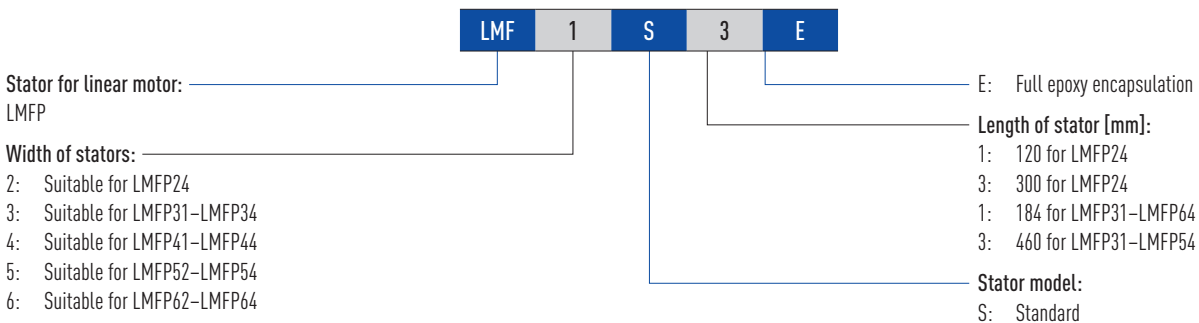 LMF 1 S 3 E
Stator for linear motor:
LMFP
Width of stators:
2: Suitable for LMFP24
3: Suitable for LMFP31–LMFP34
4: Suitable for LMFP41–LMFP44
5: Suitable for LMFP52–LMFP54
6: Suitable for LMFP62–LMFP64
E: Full epoxy encapsulation
Length of stator [mm]:
1: 120 for LMFP24
3: 300 for LMFP24
1: 184 for LMFP31–LMFP64
3: 460 for LMFP31–LMFP54
Stator model:
S: Standard